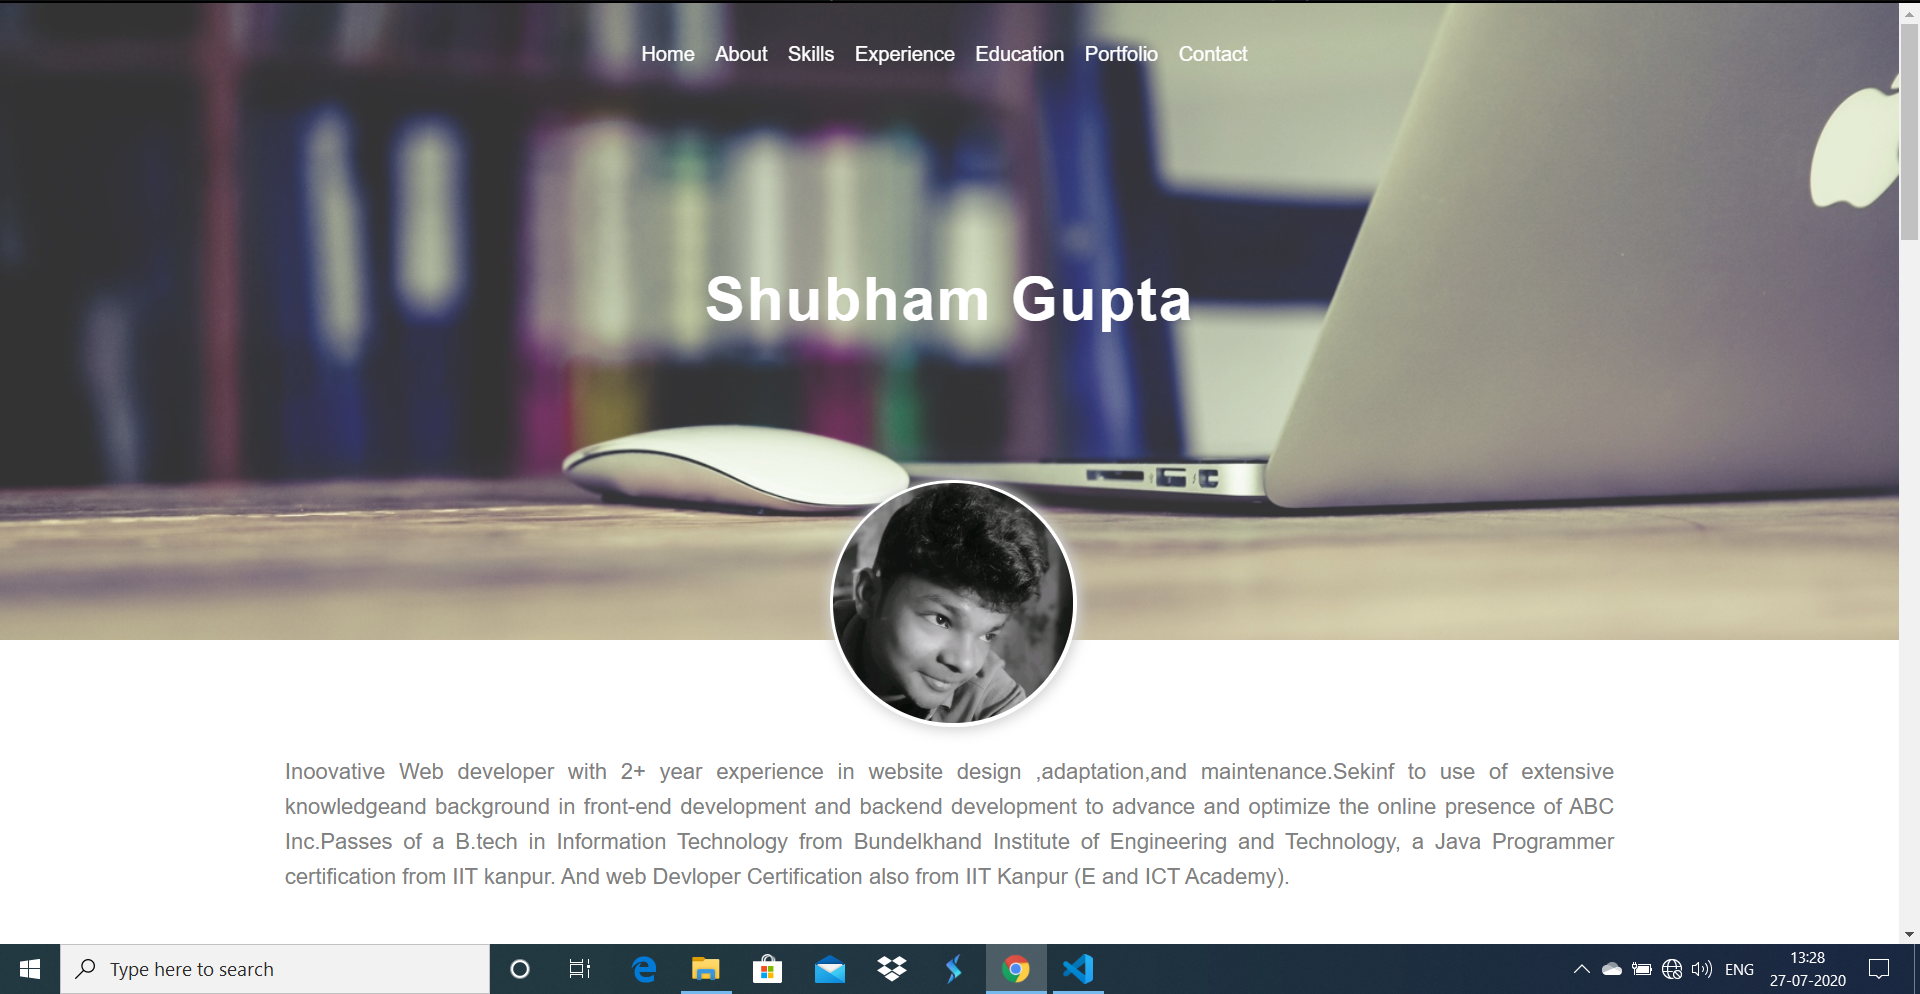 Home About Skills Experience Education Portfolio Contact
Shubham Gupta
Inoovative Web developer with 2+ year experience in website design ,adaptation,and maintenance.Sekinf to use of extensive
knowledgeand background in front-end development and backend development to advance and optimize the online presence of ABC
Inc.Passes of a B.tech in Information Technology from Bundelkhand Institute of Engineering and Technology, a Java Programmer
certification from IIT kanpur. And web Devloper Certification also from IIT Kanpur (E and ICT Academy).
Type here to search
ENG
13:28
27-07-2020